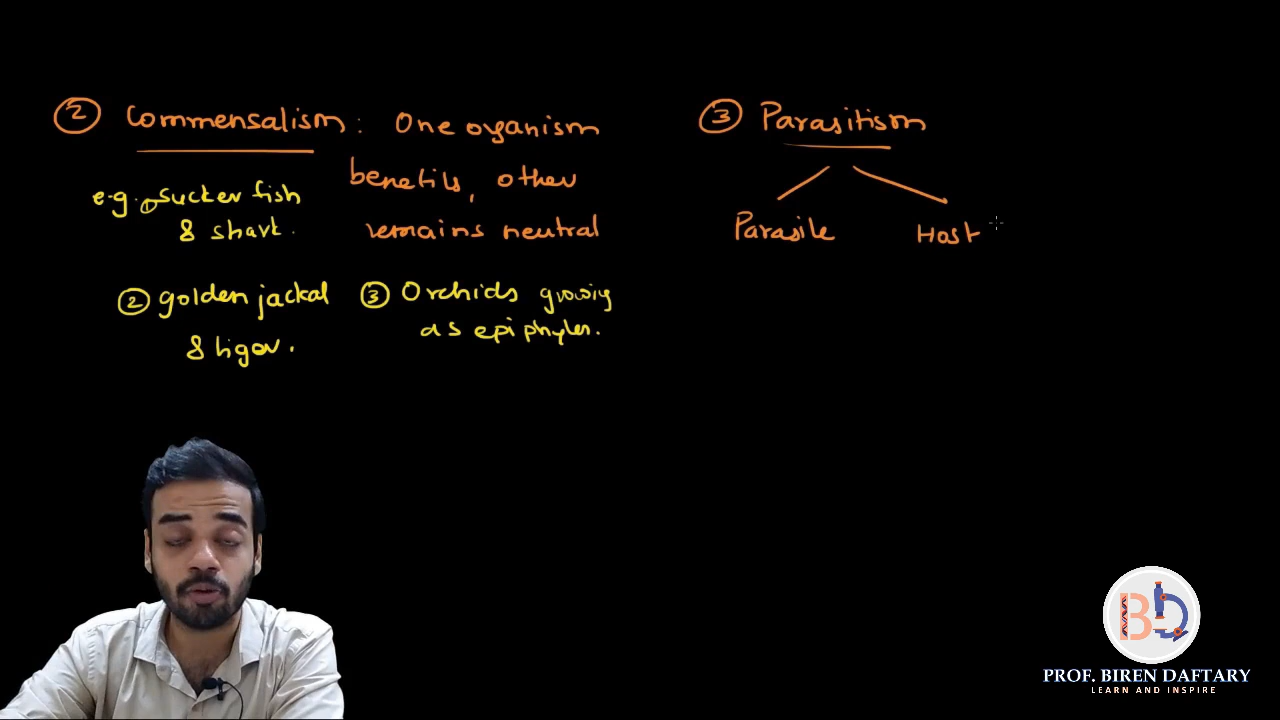 ② Commensalism : One organism
benefits, other
remains neutral
e.g. ① Sucker fish
& shark.
② golden jackal
& tiger.
③ Orchids growing
as epiphytes.
③ Parasitism
Parasite Host
BD
PROF. BIREN DAFTARY
LEARN AND INSPIRE